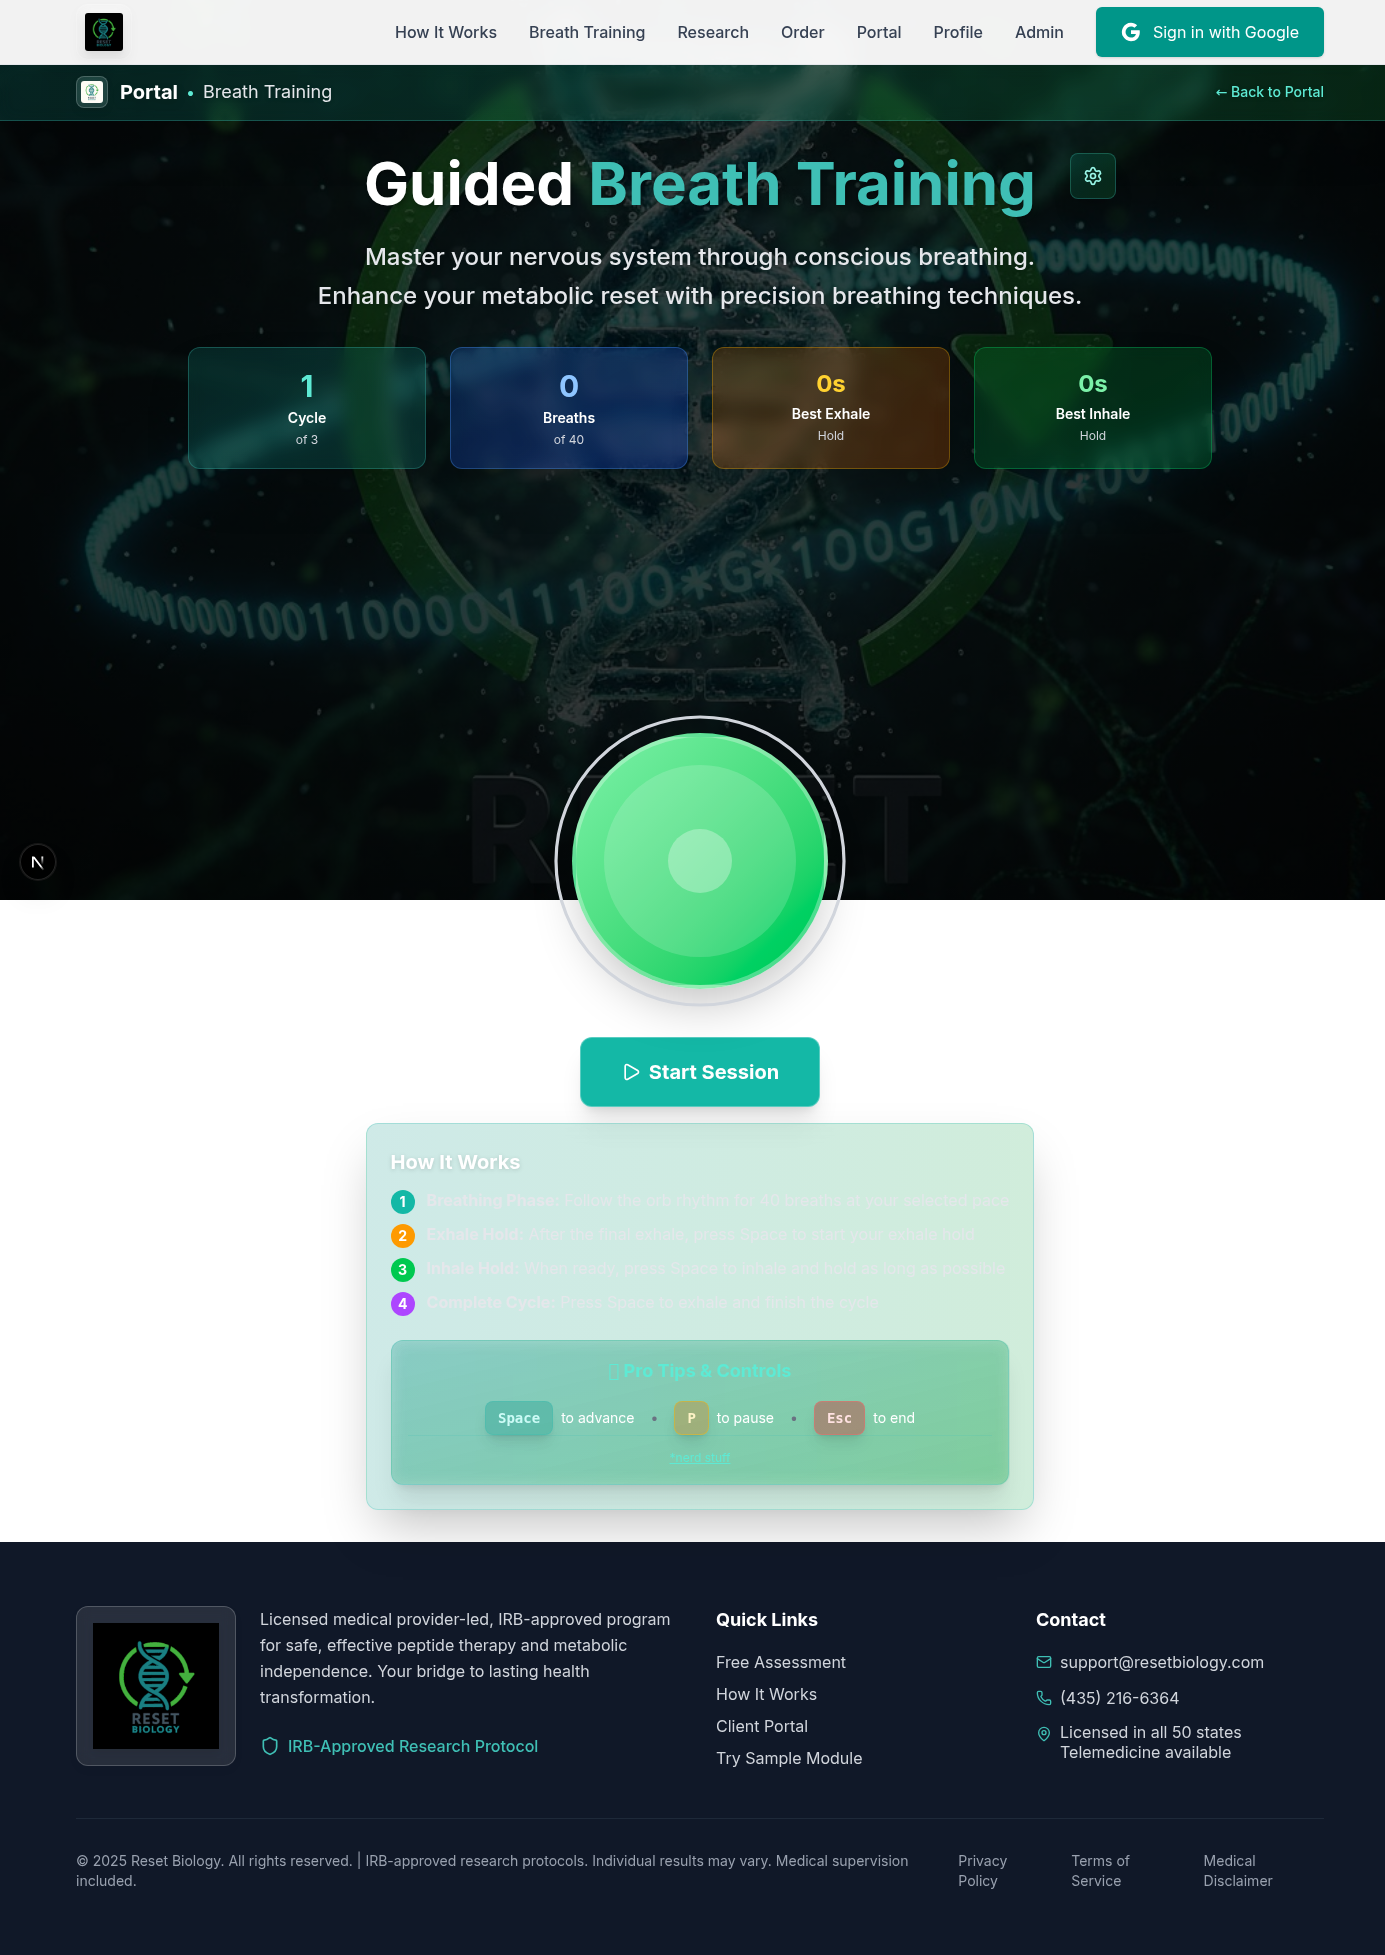 How It Works
Breath Training
Research
Order
Portal
Profile
Admin
Sign in with Google
Portal • Breath Training
← Back to Portal
Guided Breath Training
Master your nervous system through conscious breathing.
Enhance your metabolic reset with precision breathing techniques.
1
Cycle
of 3
0
Breaths
of 40
0s
Best Exhale
Hold
0s
Best Inhale
Hold
Start Session
How It Works
1 Breathing Phase: Follow the orb rhythm for 40 breaths at your selected pace
2 Exhale Hold: After the final exhale, press Space to start your exhale hold
3 Inhale Hold: When ready, press Space to inhale and hold as long as possible
4 Complete Cycle: Press Space to exhale and finish the cycle
Pro Tips & Controls
Space to advance • P to pause • Esc to end
*nerd stuff
RESET
BIOLOGY
Licensed medical provider-led, IRB-approved program
for safe, effective peptide therapy and metabolic
independence. Your bridge to lasting health
transformation.
IRB-Approved Research Protocol
Quick Links
Free Assessment
How It Works
Client Portal
Try Sample Module
Contact
support@resetbiology.com
(435) 216-6364
Licensed in all 50 states
Telemedicine available
© 2025 Reset Biology. All rights reserved. | IRB-approved research protocols. Individual results may vary. Medical supervision
included.
Privacy
Policy
Terms of
Service
Medical
Disclaimer